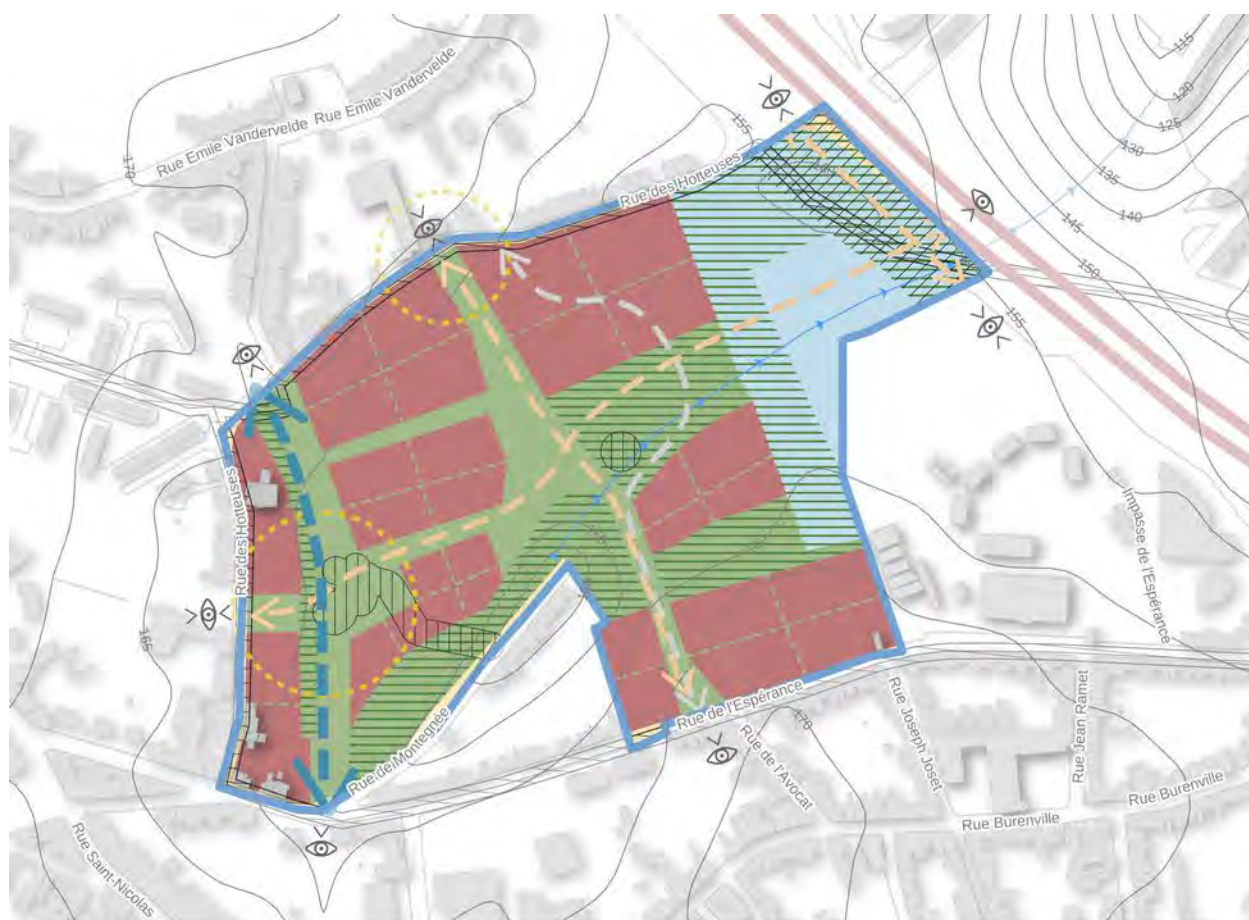 115
120
125
130
135
140
145
150
155
155
170
Rue Emile Vandervelde
Rue Emile Vandervelde
Rue des Hotteuses
Rue des Hotteuses
165
Rue de Montegnée
Rue de l'Espérance
170
Rue de l'Avocat
Rue Joseph Joset
Rue Jean Ramet
Impasse de l'Espérance
Rue Burenville
Rue Burenville
Rue Saint-Nicolas